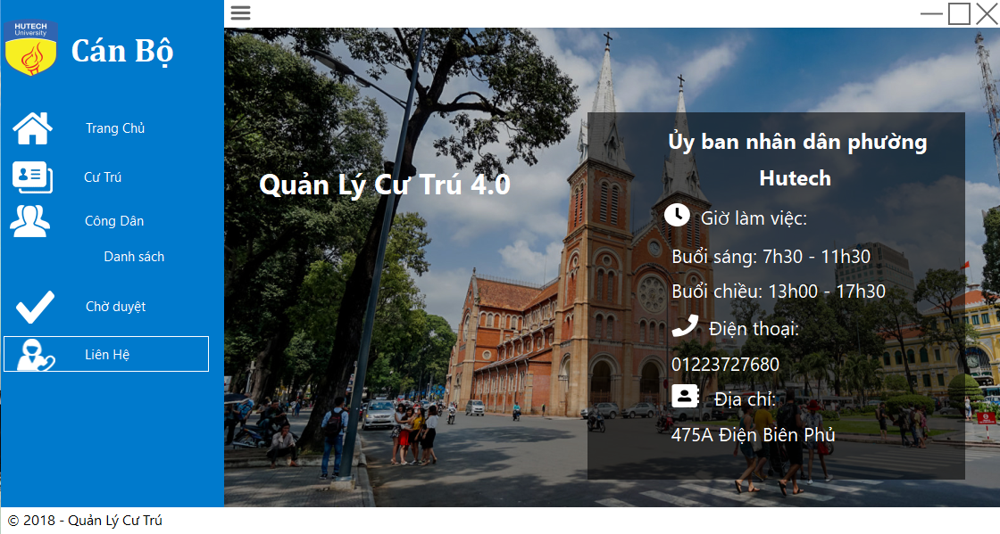 HUTECH
University
Cán Bộ
Trang Chủ
Cư Trú
Công Dân
Danh sách
Chờ duyệt
Liên Hệ
Quản Lý Cư Trú 4.0
Ủy ban nhân dân phường
Hutech
Giờ làm việc:
Buổi sáng: 7h30 - 11h30
Buổi chiều: 13h00 - 17h30
Điện thoại:
01223727680
Địa chỉ:
475A Điện Biên Phủ
© 2018 - Quản Lý Cư Trú